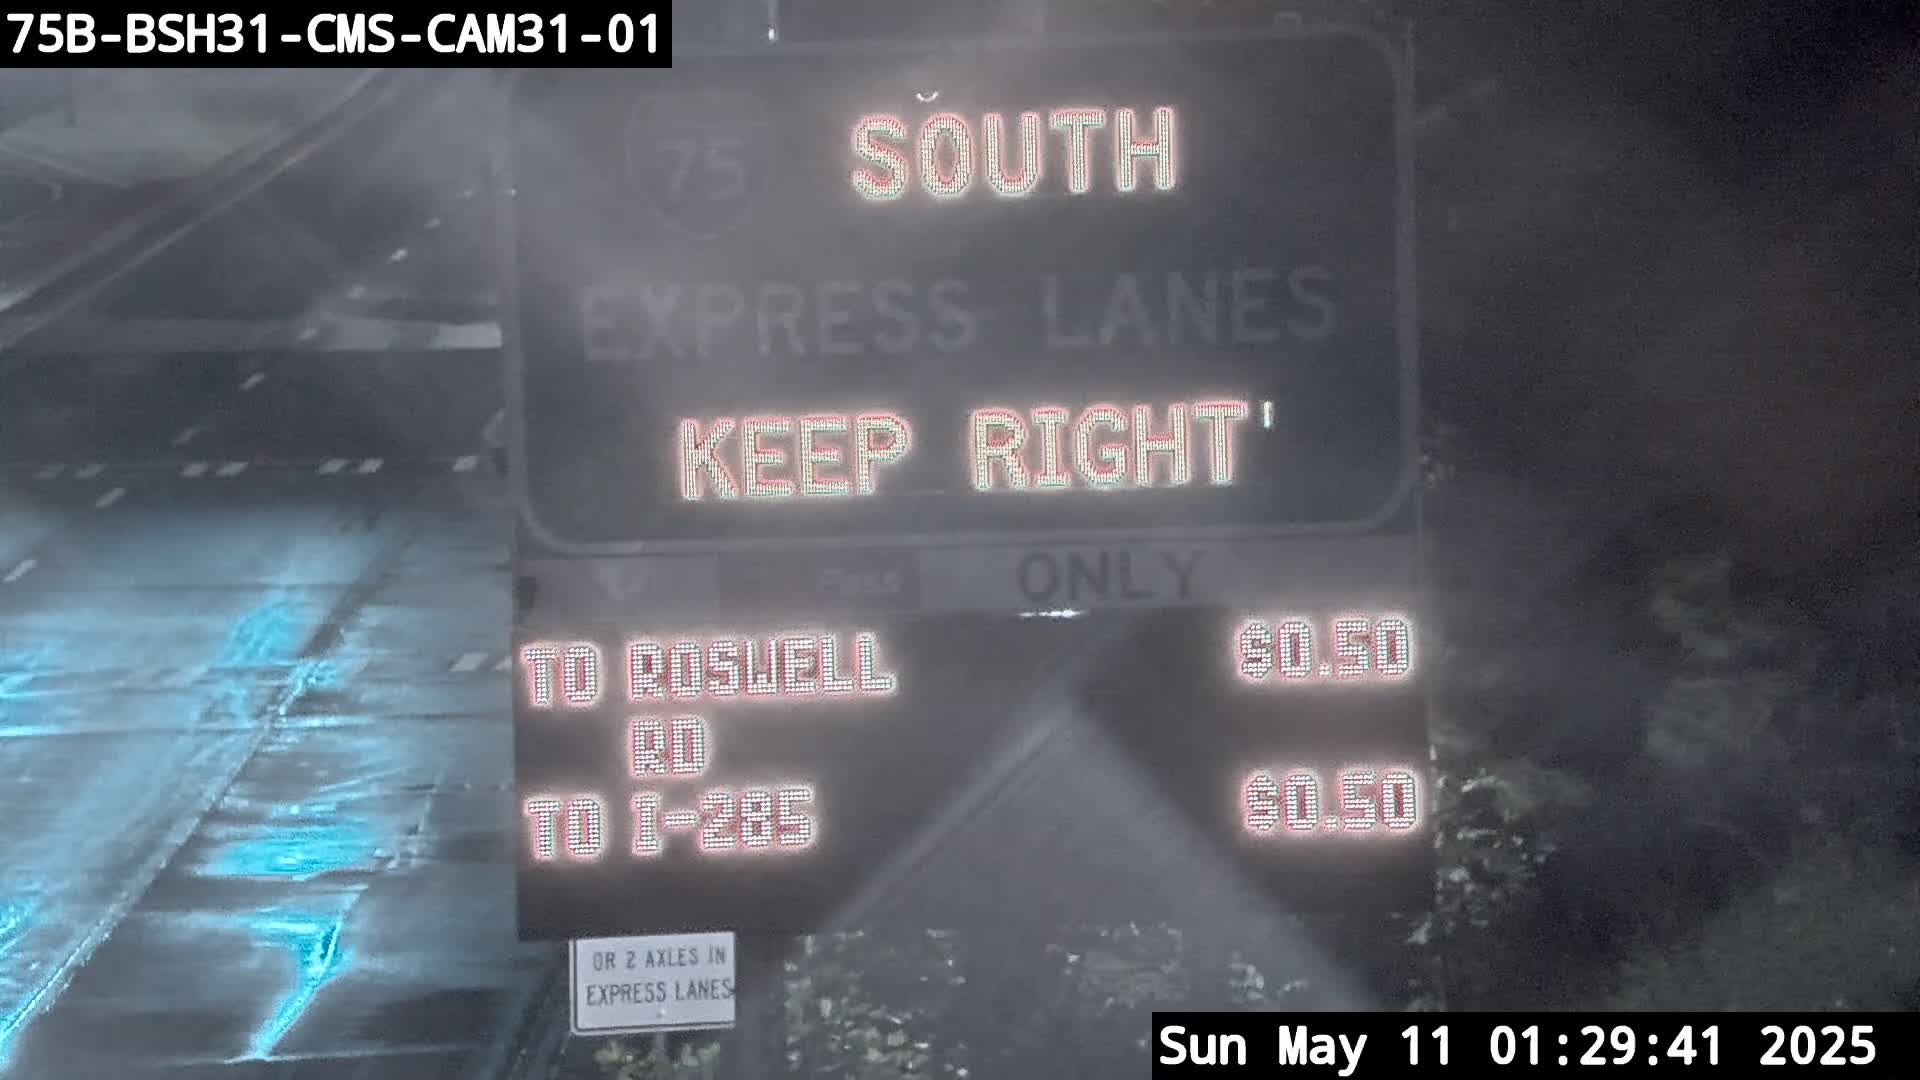 75B-BSH31-CMS-CAM31-01
75 SOUTH
EXPRESS LANES
KEEP RIGHT
Pass ONLY
TO ROSWELL $0.50
RD
TO I-285 $0.50
OR 2 AXLES IN
EXPRESS LANES
Sun May 11 01:29:41 2025